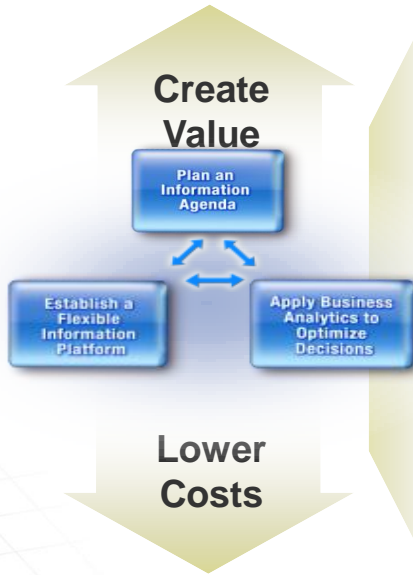 Create
Value
Plan an
Information
Agenda
Establish a
Flexible
Information
Platform
Apply Business
Analytics to
Optimize
Decisions
Lower
Costs